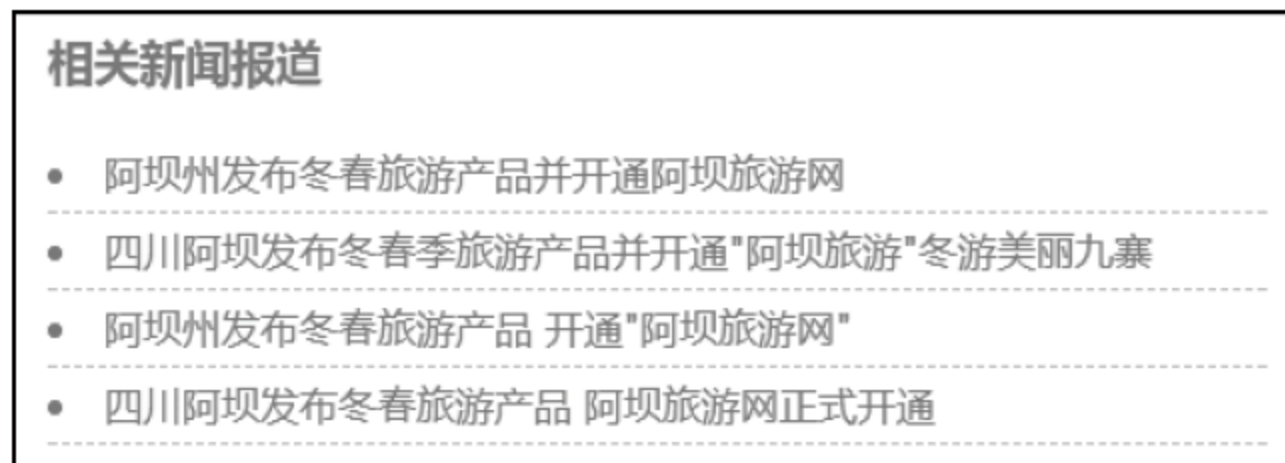 相关新闻报道
阿坝州发布冬春旅游产品并开通阿坝旅游网
四川阿坝发布冬春季旅游产品并开通"阿坝旅游"冬游美丽九寨
阿坝州发布冬春旅游产品 开通"阿坝旅游网"
四川阿坝发布冬春旅游产品 阿坝旅游网正式开通